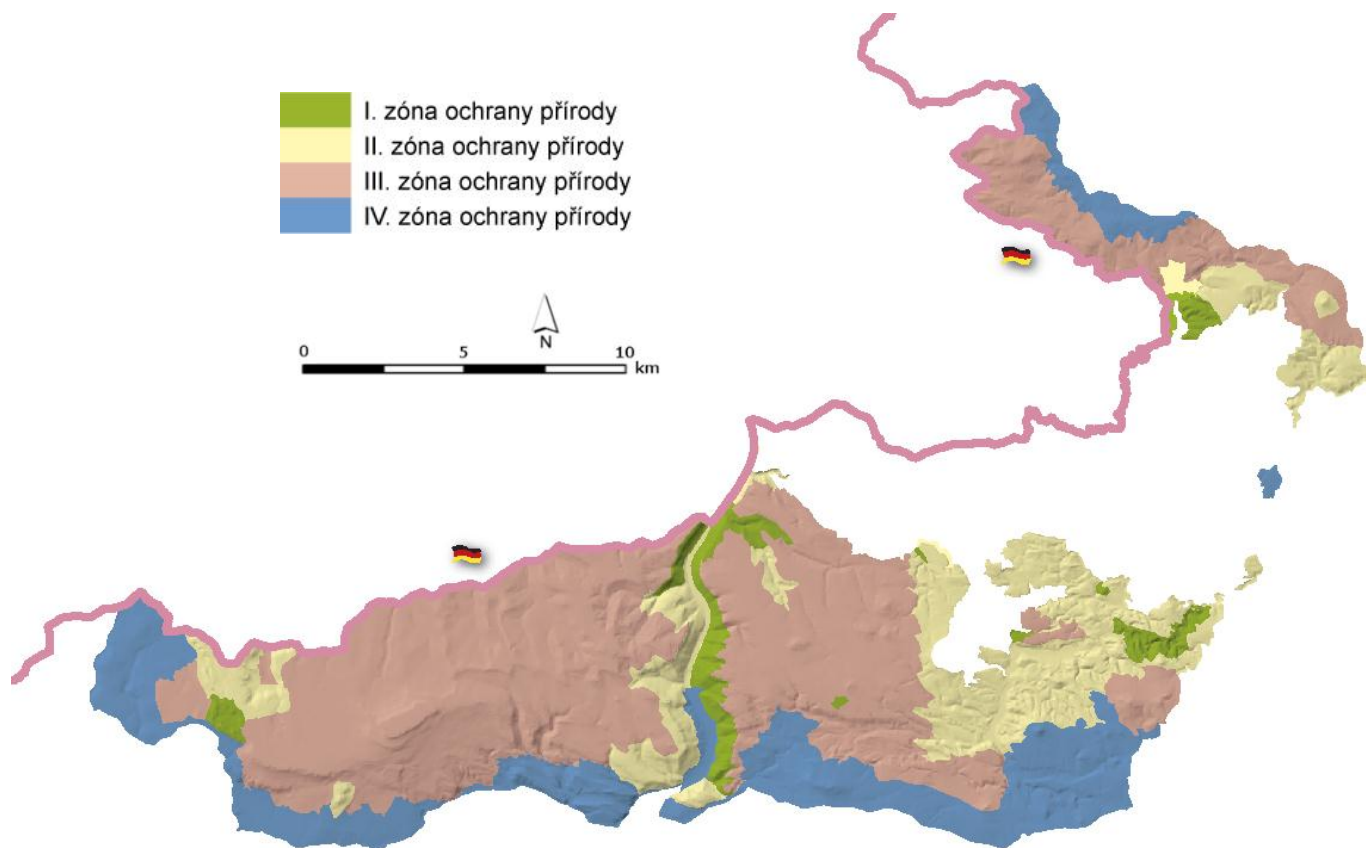 I. zóna ochrany přírody
II. zóna ochrany přírody
III. zóna ochrany přírody
IV. zóna ochrany přírody
N
0 5 10
km